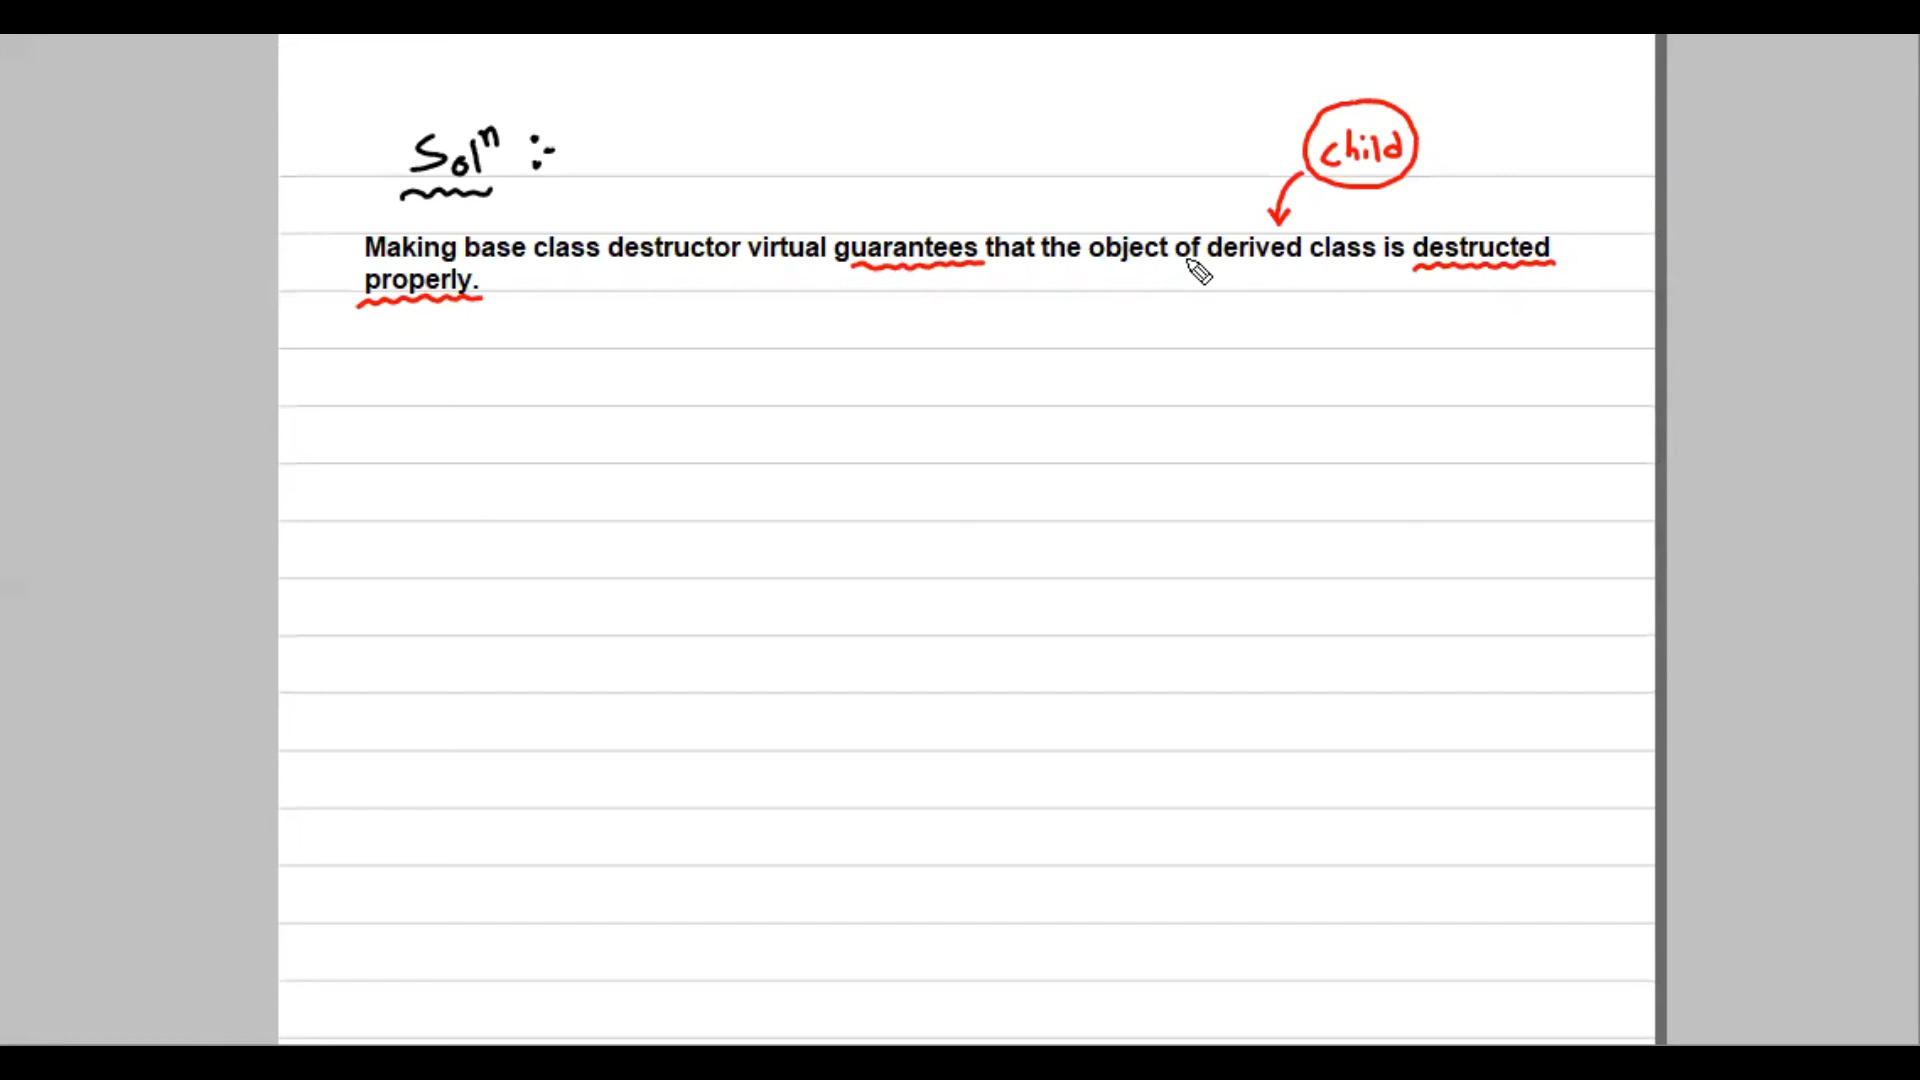 child
Solⁿ :-
Making base class destructor virtual guarantees that the object of derived class is destructed
properly.